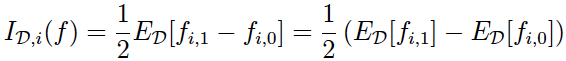 $I_{\mathcal{D},i}(f) = \frac{1}{2} E_{\mathcal{D}}[f_{i,1} - f_{i,0}] = \frac{1}{2} \left( E_{\mathcal{D}}[f_{i,1}] - E_{\mathcal{D}}[f_{i,0}] \right)$